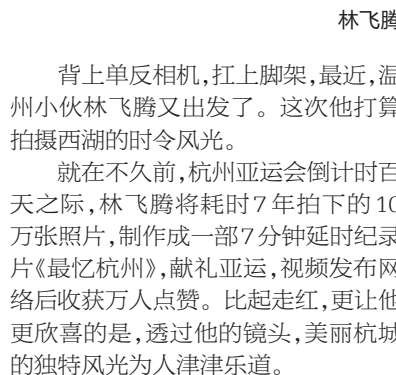 林飞腾
背上单反相机,扛上脚架,最近,温
州小伙林飞腾又出发了。这次他打算
拍摄西湖的时令风光。
就在不久前,杭州亚运会倒计时百
天之际,林飞腾将耗时7年拍下的10
万张照片,制作成一部7分钟延时纪录
片《最忆杭州》,献礼亚运,视频发布网
络后收获万人点赞。比起走红,更让他
更欣喜的是,透过他的镜头,美丽杭城
的独特风光为人津津乐道。